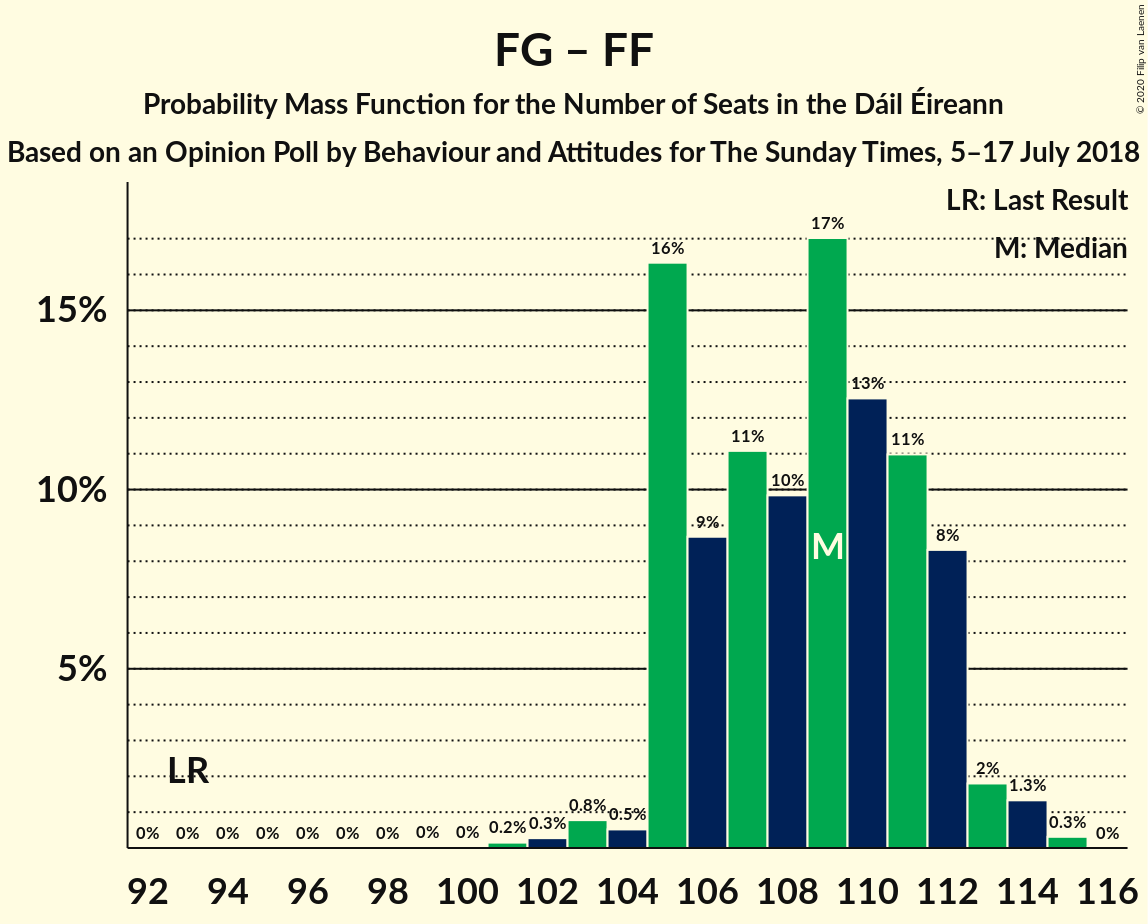 FG – FF
Probability Mass Function for the Number of Seats in the Dáil Éireann
Based on an Opinion Poll by Behaviour and Attitudes for The Sunday Times, 5–17 July 2018
© 2020 Filip van Laenen
LR: Last Result
M: Median
15%
10%
5%
LR
M
0% 0% 0% 0% 0% 0% 0% 0% 0% 0.2% 0.3% 0.8% 0.5% 16% 9% 11% 10% 17% 13% 11% 8% 2% 1.3% 0.3% 0%
92 94 96 98 100 102 104 106 108 110 112 114 116